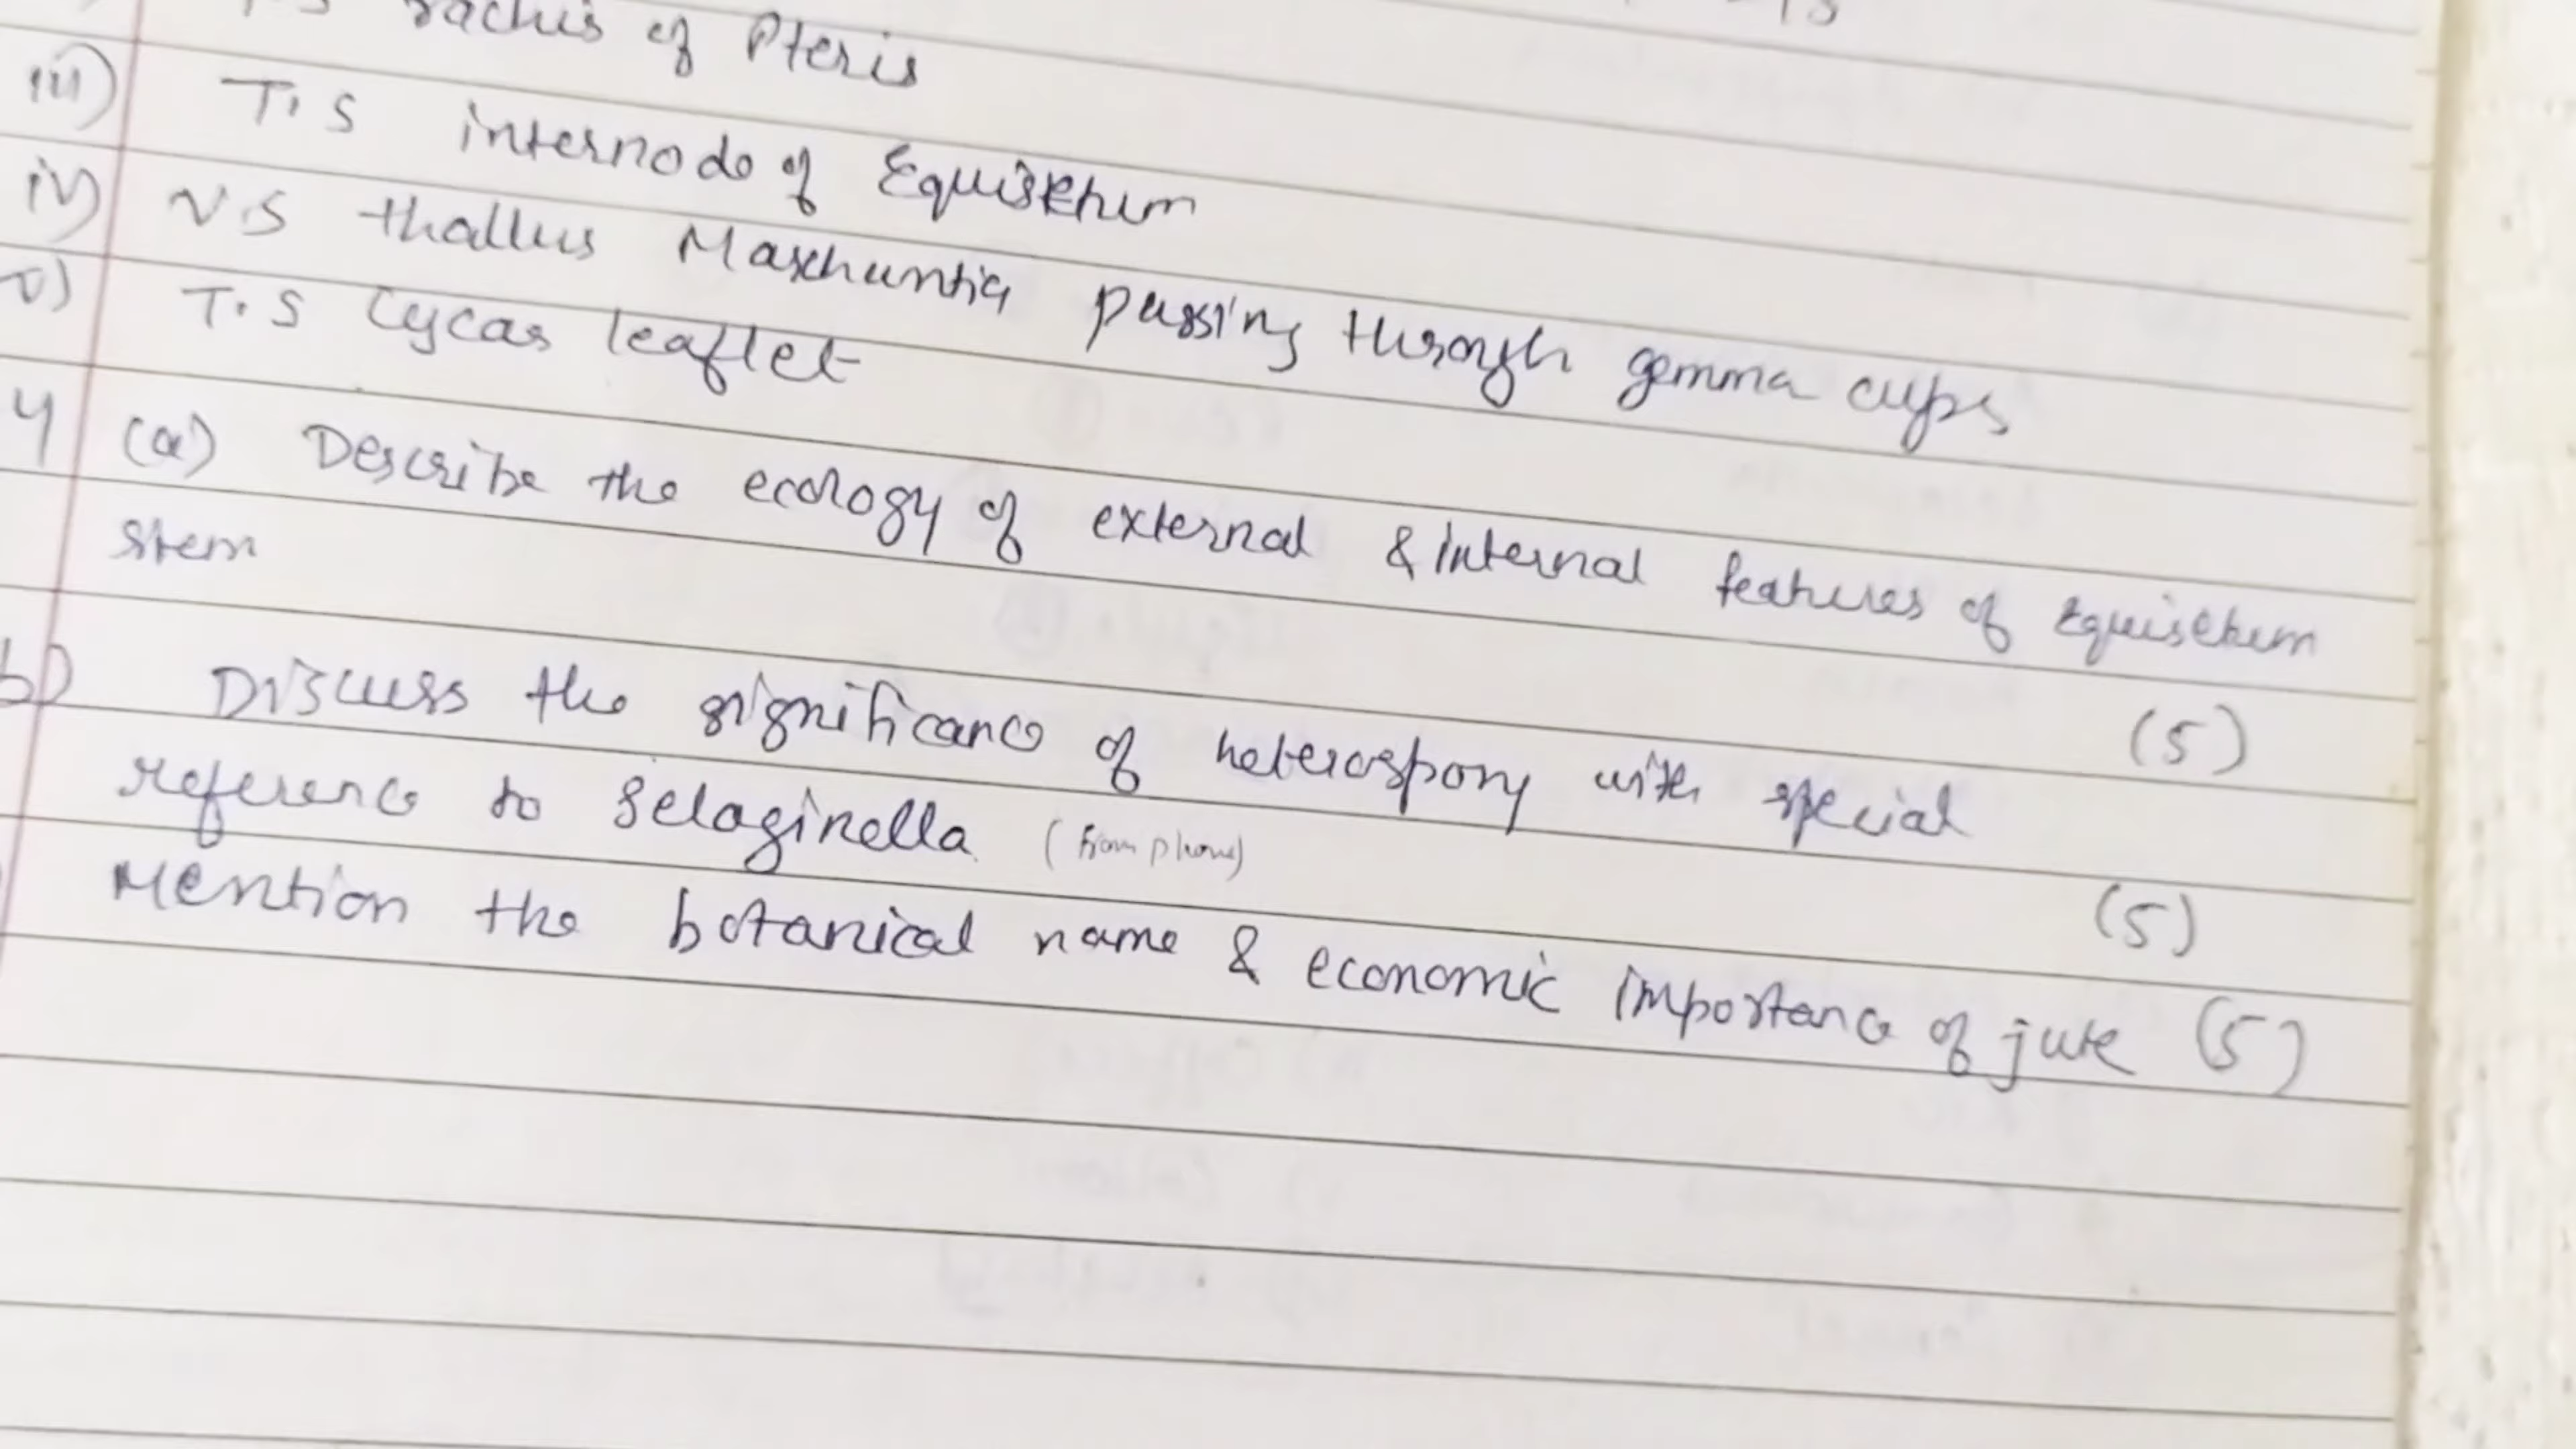 rachis of Pteris
iii) T.S internode of Equisetum
iv) V.S thallus Marchantia passing through gemma cups
v) T.S Cycas leaflet
4 (a) Describe the ecology of external & internal features of Equisetum
stem (5)
b) Discuss the significance of heterospory with special
reference to Selaginella (from phone) (5)
Mention the botanical name & economic importance of jute (5)